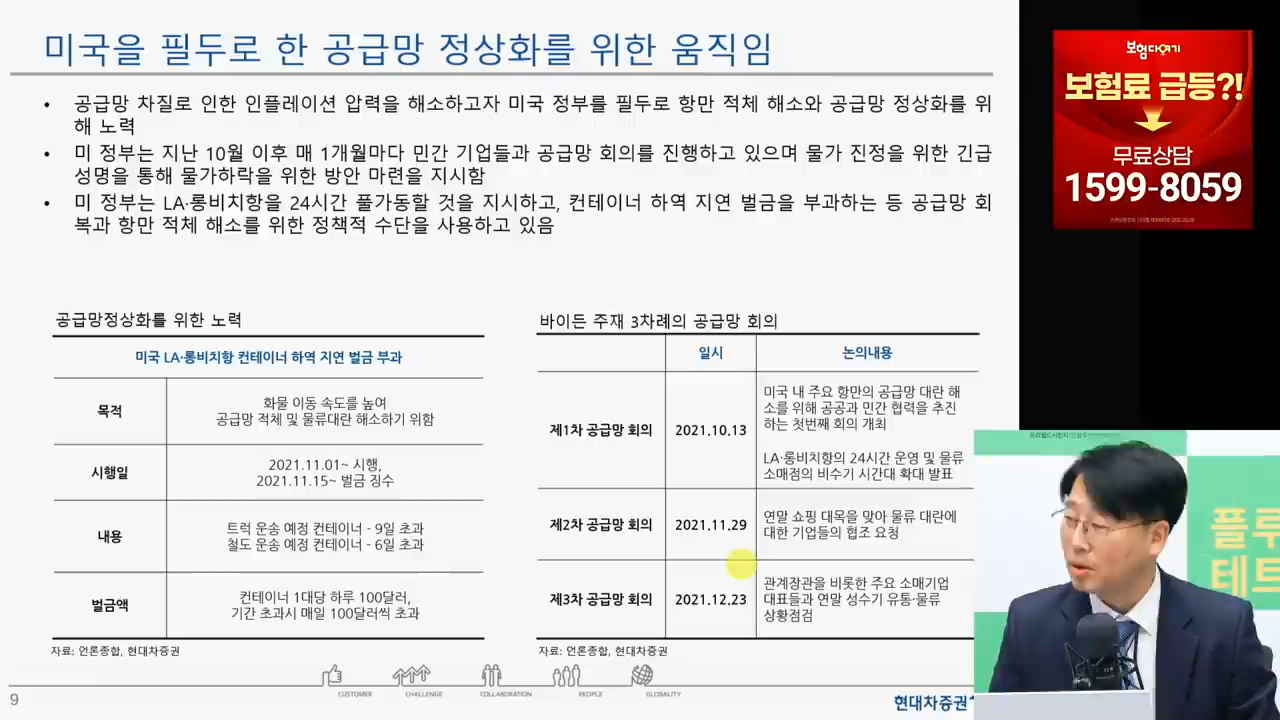 미국을 필두로 한 공급망 정상화를 위한 움직임
• 공급망 차질로 인한 인플레이션 압력을 해소하고자 미국 정부를 필두로 항만 적체 해소와 공급망 정상화를 위
해 노력
• 미 정부는 지난 10월 이후 매 1개월마다 민간 기업들과 공급망 회의를 진행하고 있으며 물가 진정을 위한 긴급
성명을 통해 물가하락을 위한 방안 마련을 지시함
• 미 정부는 LA·롱비치항을 24시간 풀가동할 것을 지시하고, 컨테이너 하역 지연 벌금을 부과하는 등 공급망 회
복과 항만 적체 해소를 위한 정책적 수단을 사용하고 있음
공급망정상화를 위한 노력
미국 LA·롱비치항 컨테이너 하역 지연 벌금 부과
목적
화물 이동 속도를 높여
공급망 적체 및 물류대란 해소하기 위함
시행일
2021.11.01~ 시행,
2021.11.15~ 벌금 징수
내용
트럭 운송 예정 컨테이너 - 9일 초과
철도 운송 예정 컨테이너 - 6일 초과
벌금액
컨테이너 1대당 하루 100달러,
기간 초과시 매일 100달러씩 초과
자료: 언론종합, 현대차증권
바이든 주재 3차례의 공급망 회의
일시
논의내용
제1차 공급망 회의
2021.10.13
미국 내 주요 항만의 공급망 대란 해
소를 위해 공공과 민간 협력을 추진
하는 첫번째 회의 개최
LA·롱비치항의 24시간 운영 및 물류
소매점의 비수기 시간대 확대 발표
제2차 공급망 회의
2021.11.29
연말 쇼핑 대목을 맞아 물류 대란에
대한 기업들의 협조 요청
제3차 공급망 회의
2021.12.23
관계장관을 비롯한 주요 소매기업
대표들과 연말 성수기 유통·물류
상황점검
자료: 언론종합, 현대차증권
CUSTOMER
CHALLENGE
COLLABORATION
PEOPLE
GLOBALITY
9
현대차증권
보험다여기
보험료 급등?!
무료상담
1599-8059
플루
테트